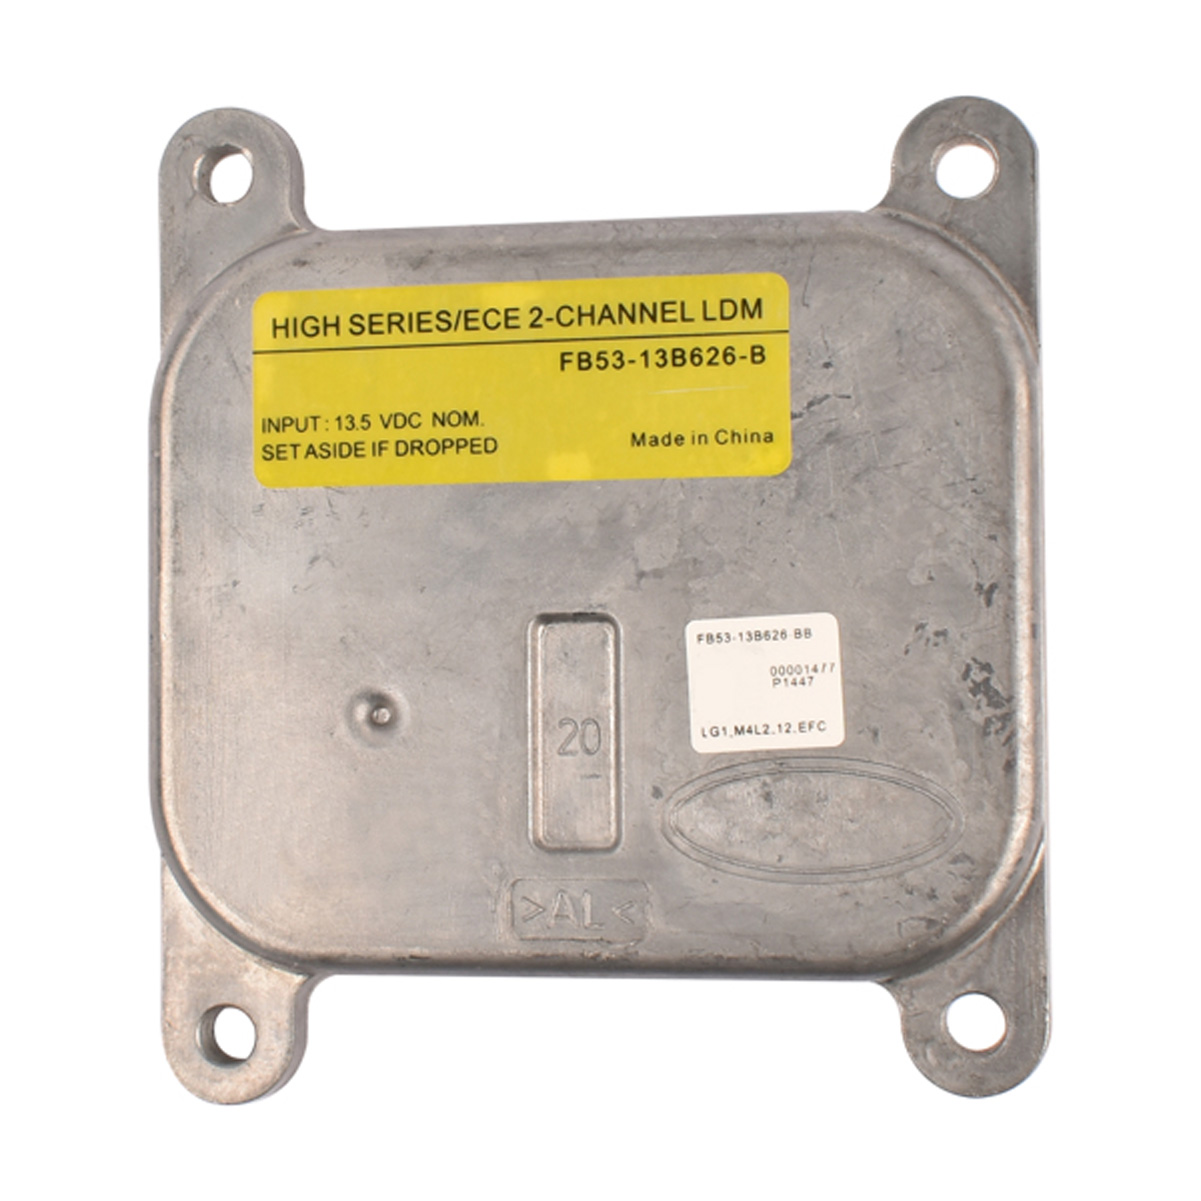 HIGH SERIES/ECE 2-CHANNEL LDM
FB53-13B626-B
INPUT: 13.5 VDC NOM.
SET ASIDE IF DROPPED
Made in China
FB53-13B626 BB
00001477
P1447
LG1,M4L2,12,EFC
20
>AL<